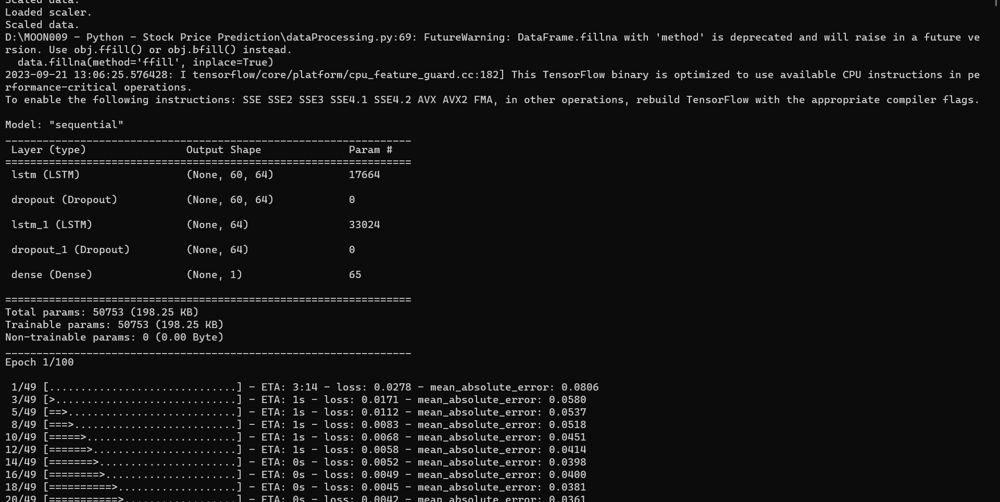 Scaled data.
Loaded scaler.
Scaled data.
D:\MOON009 - Python - Stock Price Prediction\dataProcessing.py:69: FutureWarning: DataFrame.fillna with 'method' is deprecated and will raise in a future ve
rsion. Use obj.ffill() or obj.bfill() instead.
  data.fillna(method='ffill', inplace=True)
2023-09-21 13:06:25.576428: I tensorflow/core/platform/cpu_feature_guard.cc:182] This TensorFlow binary is optimized to use available CPU instructions in pe
rformance-critical operations.
To enable the following instructions: SSE SSE2 SSE3 SSE4.1 SSE4.2 AVX AVX2 FMA, in other operations, rebuild TensorFlow with the appropriate compiler flags.
Model: "sequential"
_________________________________________________________________
 Layer (type)                Output Shape              Param #
=================================================================
 lstm (LSTM)                 (None, 60, 64)            17664
 dropout (Dropout)           (None, 60, 64)            0
 lstm_1 (LSTM)               (None, 64)                33024
 dropout_1 (Dropout)         (None, 64)                0
 dense (Dense)               (None, 1)                 65
=================================================================
Total params: 50753 (198.25 KB)
Trainable params: 50753 (198.25 KB)
Non-trainable params: 0 (0.00 Byte)
_________________________________________________________________
Epoch 1/100
 1/49 [..............................] - ETA: 3:14 - loss: 0.0278 - mean_absolute_error: 0.0806
 3/49 [>.............................] - ETA: 1s - loss: 0.0171 - mean_absolute_error: 0.0580
 5/49 [==>...........................] - ETA: 1s - loss: 0.0112 - mean_absolute_error: 0.0537
 8/49 [===>..........................] - ETA: 1s - loss: 0.0083 - mean_absolute_error: 0.0518
10/49 [=====>........................] - ETA: 1s - loss: 0.0068 - mean_absolute_error: 0.0451
12/49 [======>.......................] - ETA: 1s - loss: 0.0058 - mean_absolute_error: 0.0414
14/49 [=======>......................] - ETA: 0s - loss: 0.0052 - mean_absolute_error: 0.0398
16/49 [========>.....................] - ETA: 0s - loss: 0.0049 - mean_absolute_error: 0.0400
18/49 [==========>...................] - ETA: 0s - loss: 0.0045 - mean_absolute_error: 0.0381
20/49 [===========>..................] - ETA: 0s - loss: 0.0042 - mean_absolute_error: 0.0361